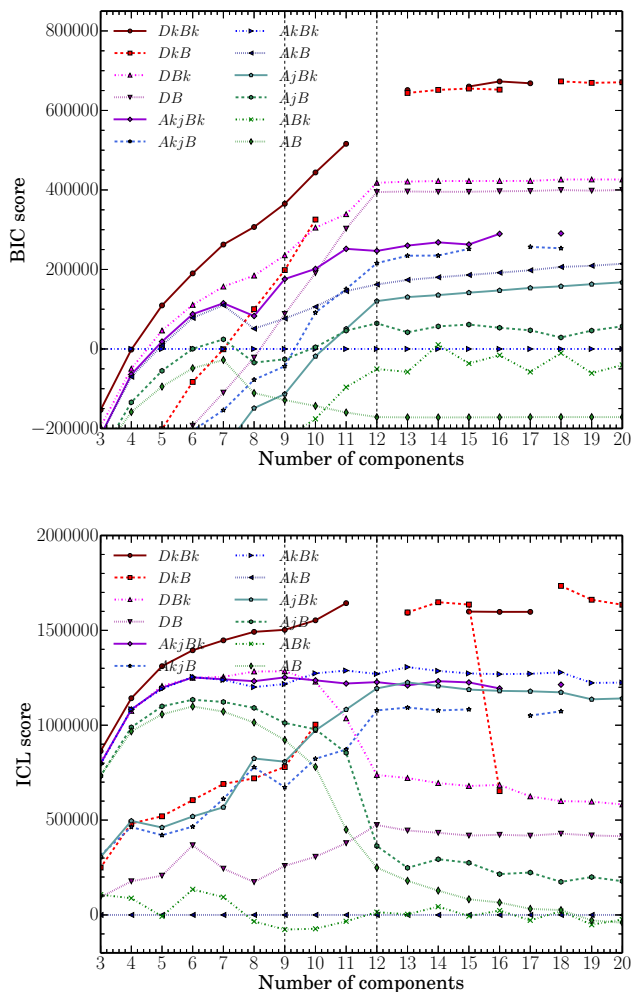 800000
600000
400000
200000
0
−200000
BIC score
DkBk
DkB
DBk
DB
AkjBk
AkjB
AkBk
AkB
AjBk
AjB
ABk
AB
3 4 5 6 7 8 9 10 11 12 13 14 15 16 17 18 19 20
Number of components
2000000
1500000
1000000
500000
0
ICL score
DkBk
DkB
DBk
DB
AkjBk
AkjB
AkBk
AkB
AjBk
AjB
ABk
AB
3 4 5 6 7 8 9 10 11 12 13 14 15 16 17 18 19 20
Number of components